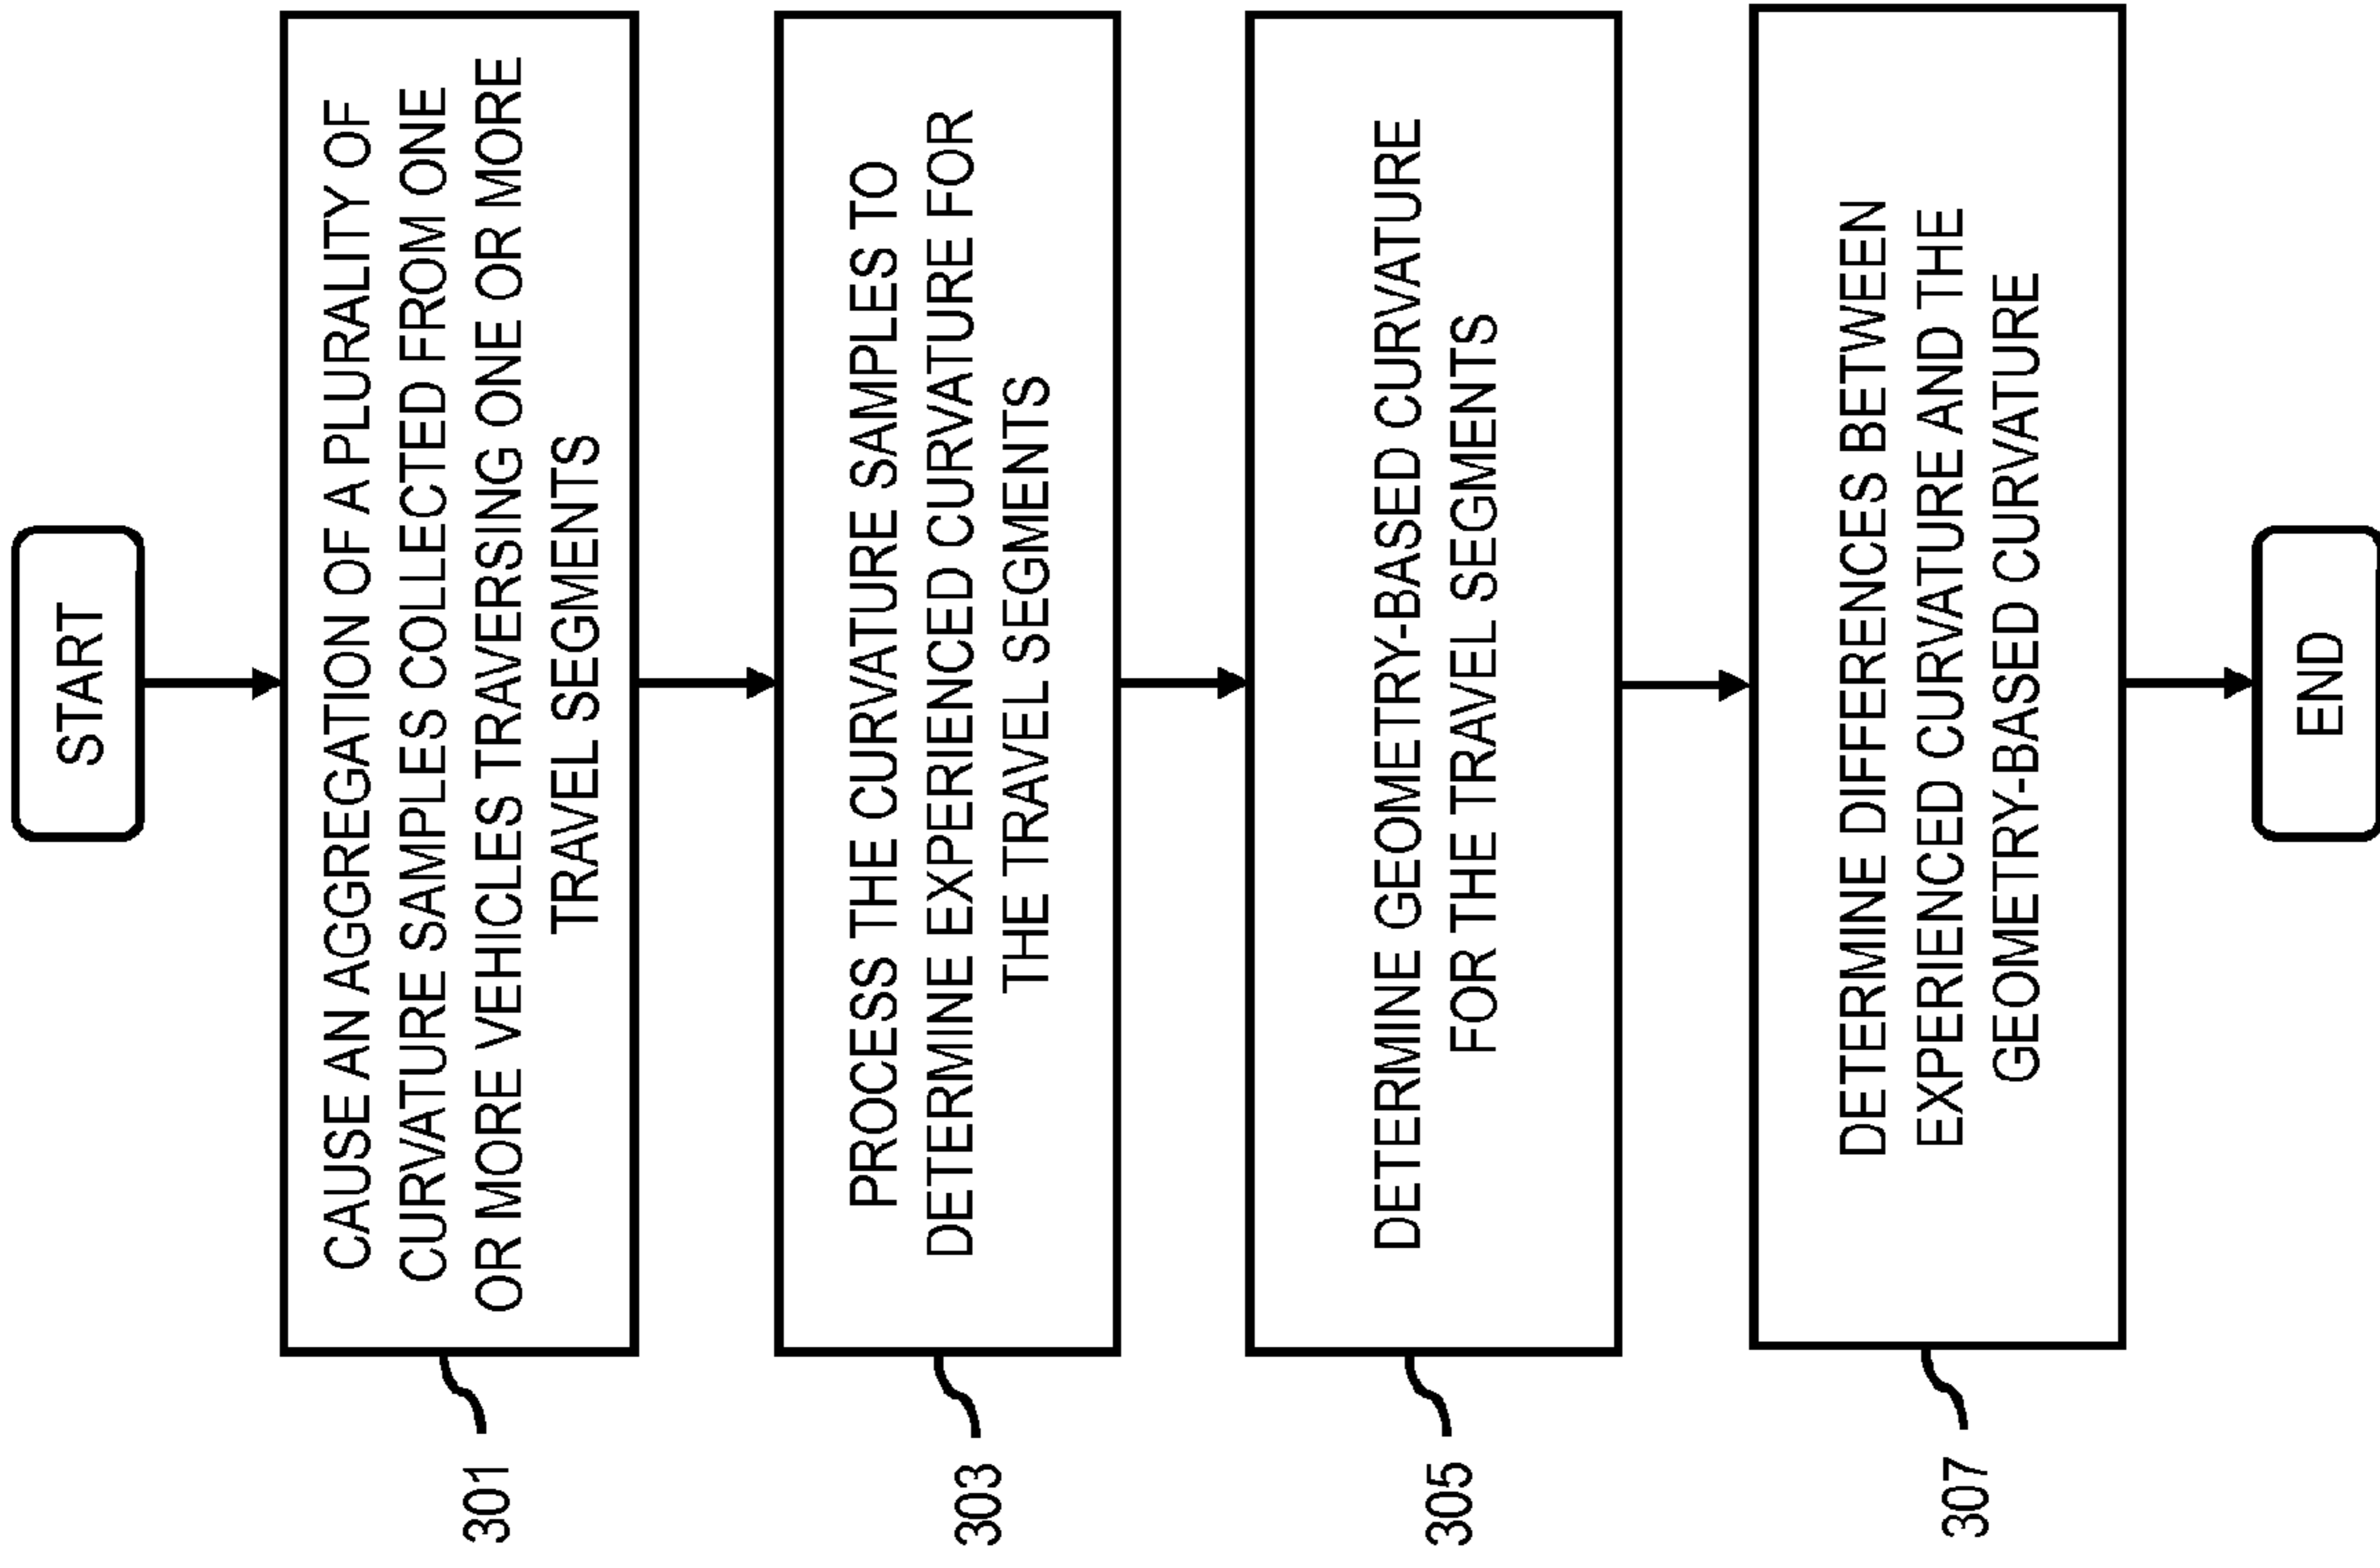 START
CAUSE AN AGGREGATION OF A PLURALITY OF
CURVATURE SAMPLES COLLECTED FROM ONE
OR MORE VEHICLES TRAVERSING ONE OR MORE
TRAVEL SEGMENTS
301
PROCESS THE CURVATURE SAMPLES TO
DETERMINE EXPERIENCED CURVATURE FOR
THE TRAVEL SEGMENTS
303
DETERMINE GEOMETRY-BASED CURVATURE
FOR THE TRAVEL SEGMENTS
305
DETERMINE DIFFERENCES BETWEEN
EXPERIENCED CURVATURE AND THE
GEOMETRY-BASED CURVATURE
307
END